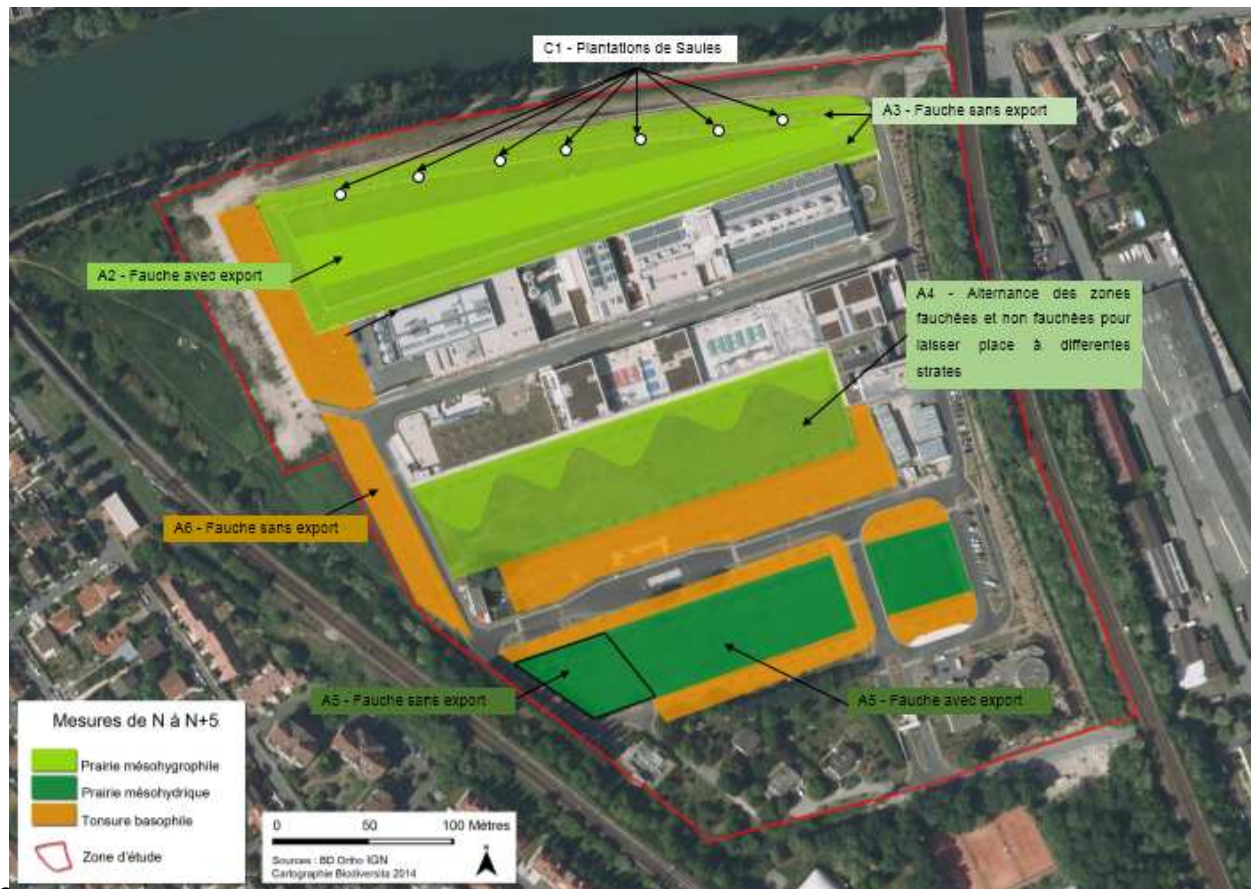 C1 - Plantations de Saules
A3 - Fauche sans export
A2 - Fauche avec export
A4 - Alternance des zones
fauchées et non fauchées pour
laisser place à differentes
strates
A6 - Fauche sans export
A5 - Fauche sans export
A5 - Fauche avec export
Mesures de N à N+5
Prairie mésohygrophile
Prairie mésohydrique
Tonsure basophile
Zone d'étude
0 50 100 Mètres
Sources : BD Ortho IGN
Cartographie Biodiversita 2014
N